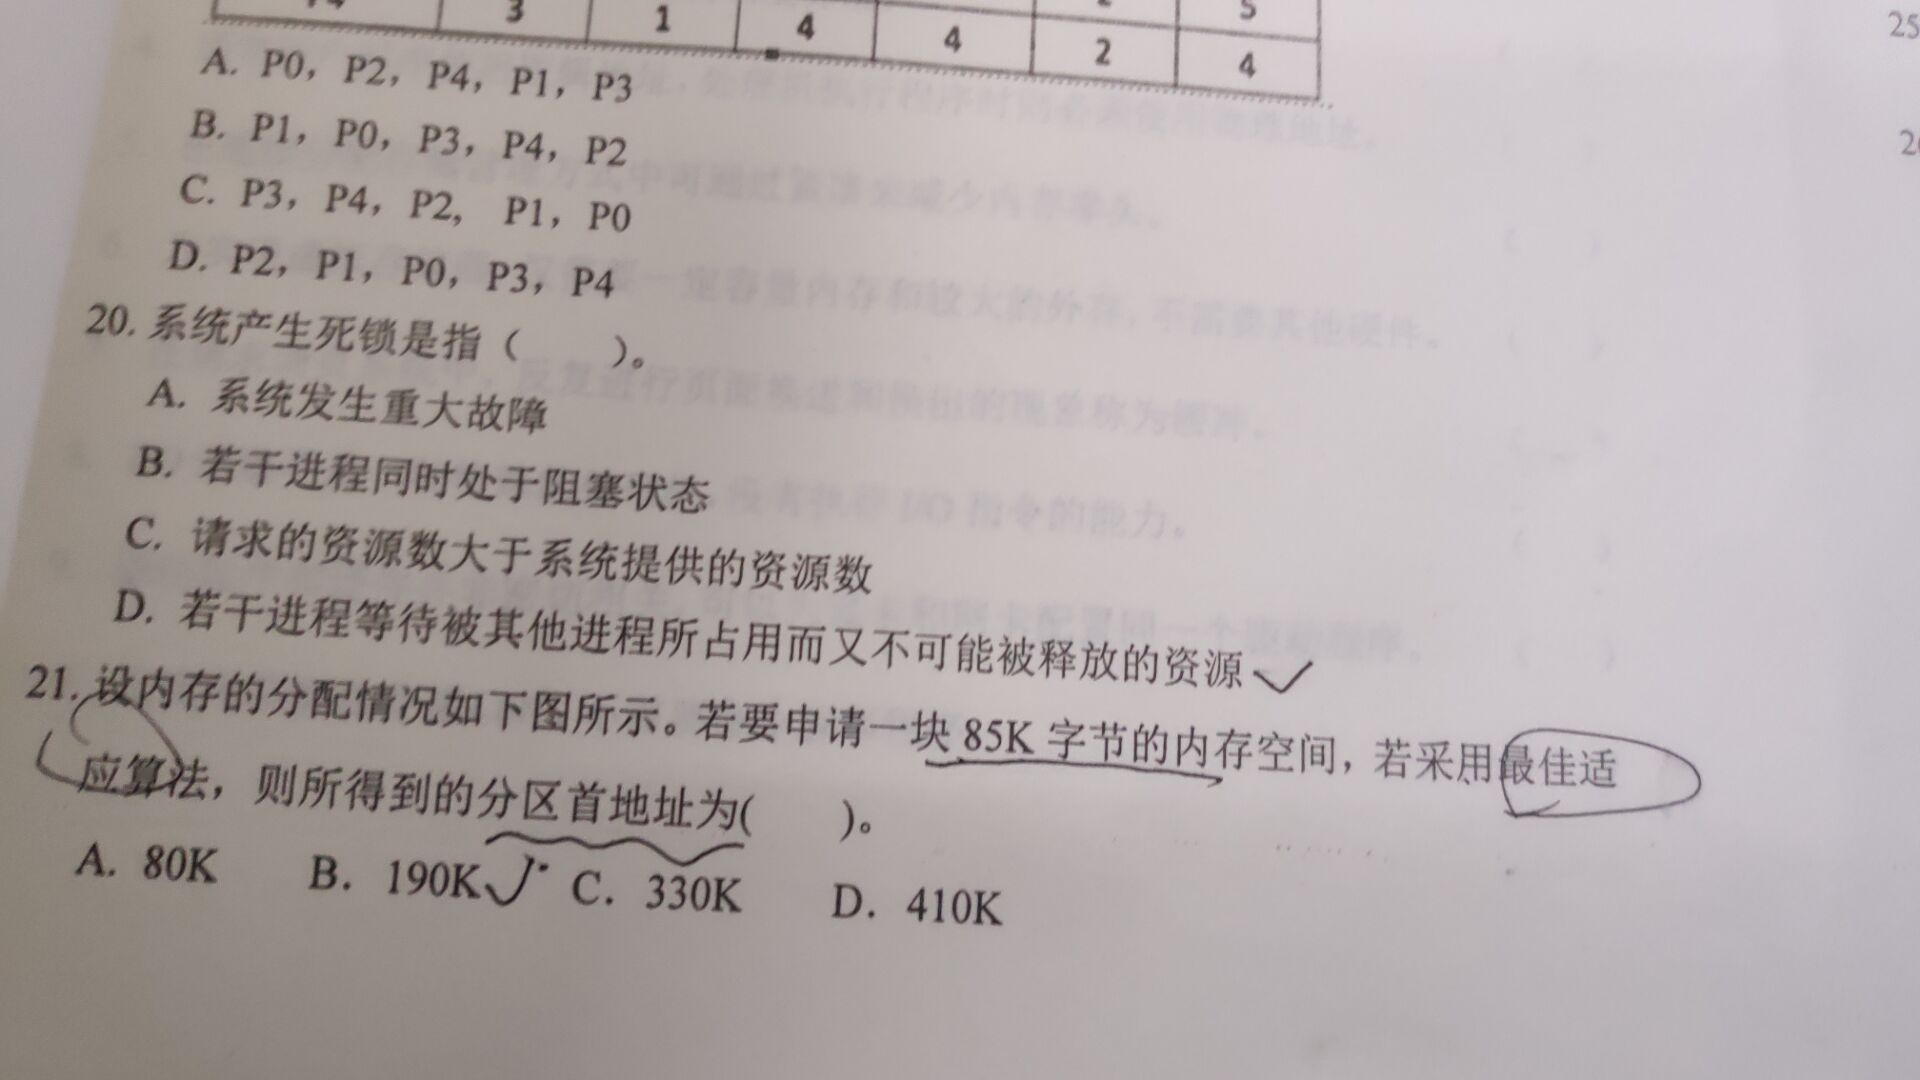 3 1 2 5
4 4 2 4
A. P0，P2，P4，P1，P3
B. P1，P0，P3，P4，P2
C. P3，P4，P2， P1，P0
D. P2，P1，P0，P3，P4
20. 系统产生死锁是指（ ）。
A. 系统发生重大故障
B. 若干进程同时处于阻塞状态
C. 请求的资源数大于系统提供的资源数
D. 若干进程等待被其他进程所占用而又不可能被释放的资源
21. 设内存的分配情况如下图所示。若要申请一块 85K 字节的内存空间，若采用最佳适
应算法，则所得到的分区首地址为( )。
A. 80K B. 190K C. 330K D. 410K
25